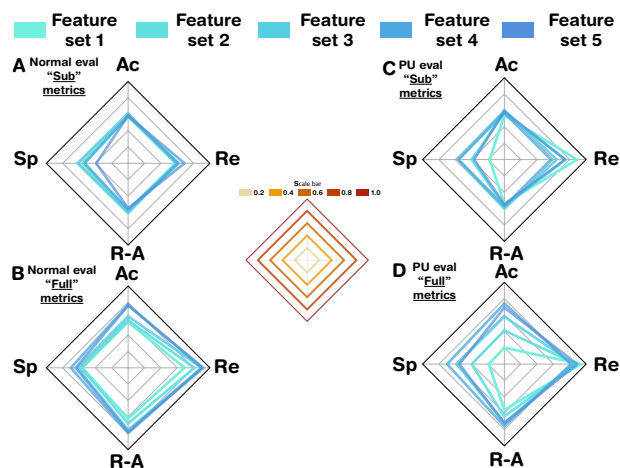 Feature set 1
Feature set 2
Feature set 3
Feature set 4
Feature set 5
A Normal eval
"Sub"
metrics
Ac
Sp
Re
R-A
C PU eval
"Sub"
metrics
Ac
Sp
Re
R-A
Scale bar
0.2 0.4 0.6 0.8 1.0
B Normal eval
"Full"
metrics
Ac
Sp
Re
R-A
D PU eval
"Full"
metrics
Ac
Sp
Re
R-A